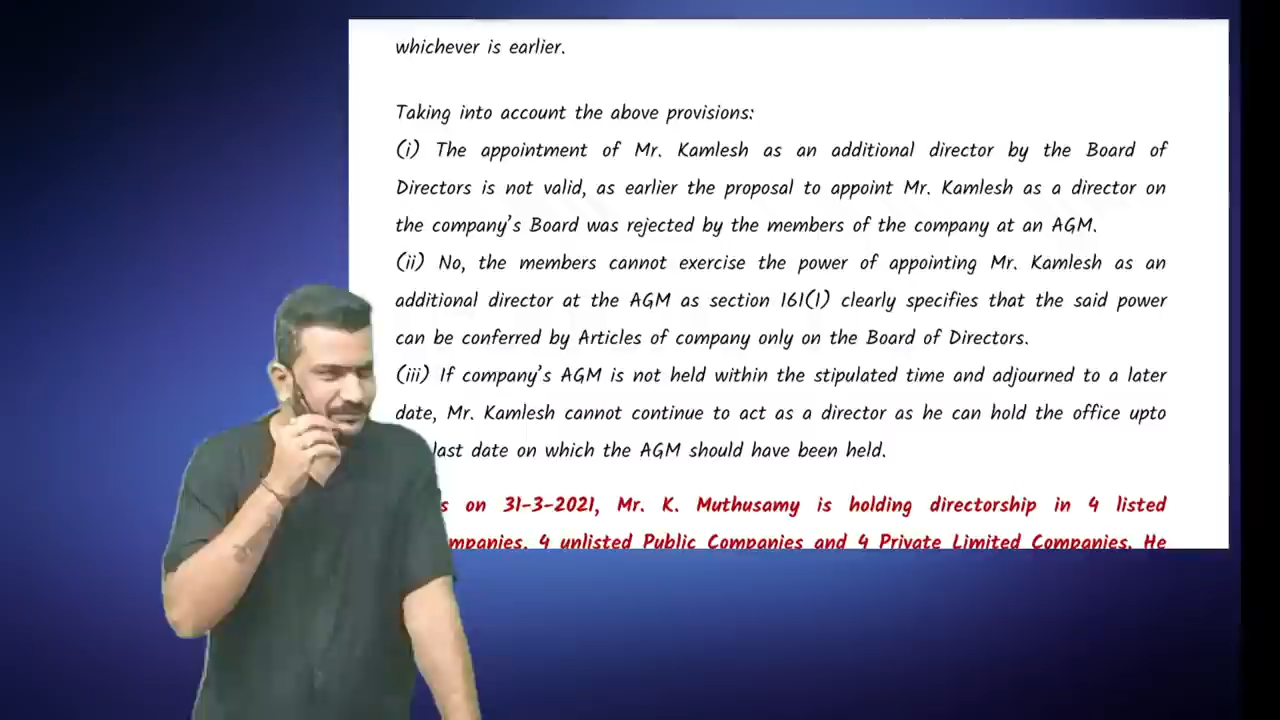 whichever is earlier.
Taking into account the above provisions:
(i) The appointment of Mr. Kamlesh as an additional director by the Board of
Directors is not valid, as earlier the proposal to appoint Mr. Kamlesh as a director on
the company's Board was rejected by the members of the company at an AGM.
(ii) No, the members cannot exercise the power of appointing Mr. Kamlesh as an
additional director at the AGM as section 161(1) clearly specifies that the said power
can be conferred by Articles of company only on the Board of Directors.
(iii) If company's AGM is not held within the stipulated time and adjourned to a later
date, Mr. Kamlesh cannot continue to act as a director as he can hold the office upto
last date on which the AGM should have been held.
on 31-3-2021, Mr. K. Muthusamy is holding directorship in 4 listed
4 unlisted Public Companies and 4 Private Limited Companies. He